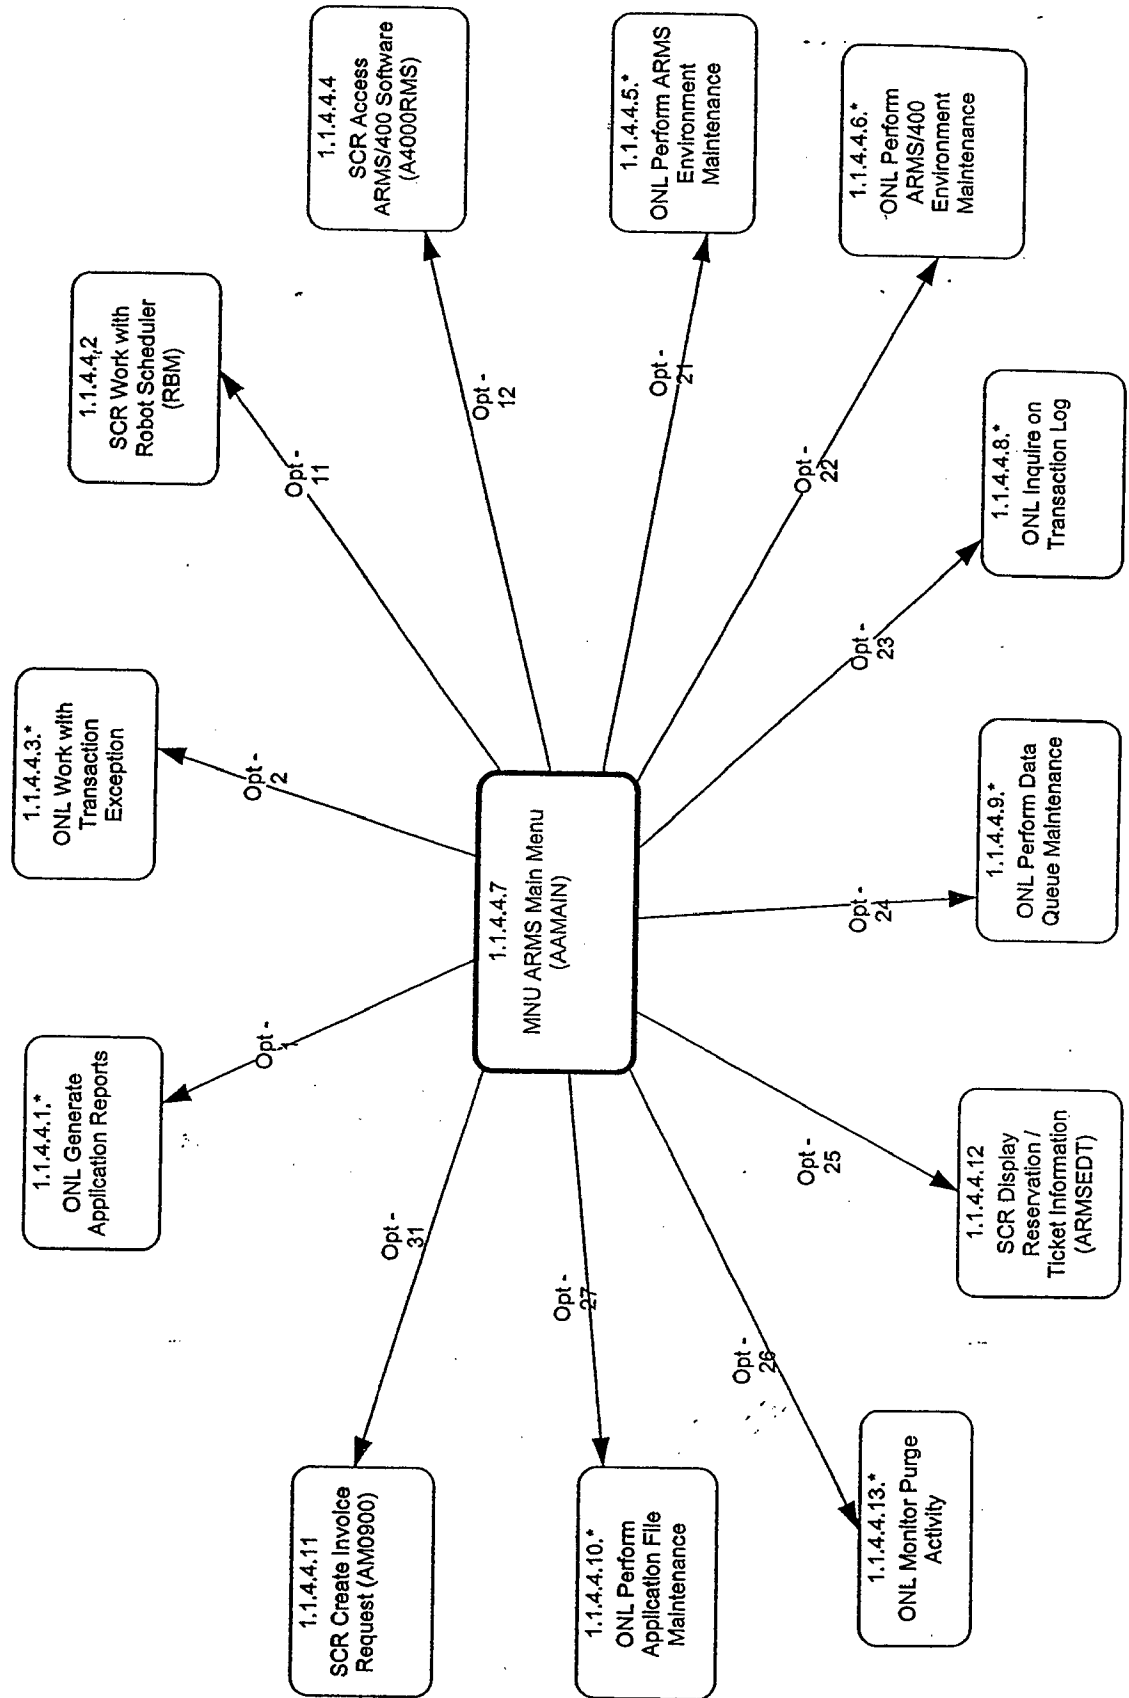 1.1.4.4.11
SCR Create Invoice
Request (AM0900)
1.1.4.4.1.*
ONL Generate
Application Reports
1.1.4.4.3.*
ONL Work with
Transaction
Exception
1.1.4.4.2
SCR Work with
Robot Scheduler
(RBM)
1.1.4.4.4
SCR Access
ARMS/400 Software
(A4000RMS)
Opt -
31
Opt -
1
Opt -
2
Opt -
11
Opt -
12
1.1.4.4.10.*
ONL Perform
Application File
Maintenance
Opt -
27
1.1.4.4.7
MNU ARMS Main Menu
(AAMAIN)
Opt -
21
1.1.4.4.5.*
ONL Perform ARMS
Environment
Maintenance
Opt -
26
Opt -
25
Opt -
24
Opt -
23
Opt -
22
1.1.4.4.6.*
ONL Perform
ARMS/400
Environment
Maintenance
1.1.4.4.13.*
ONL Monitor Purge
Activity
1.1.4.4.12
SCR Display
Reservation /
Ticket Information
(ARMSEDT)
1.1.4.4.9.*
ONL Perform Data
Queue Maintenance
1.1.4.4.8.*
ONL Inquire on
Transaction Log